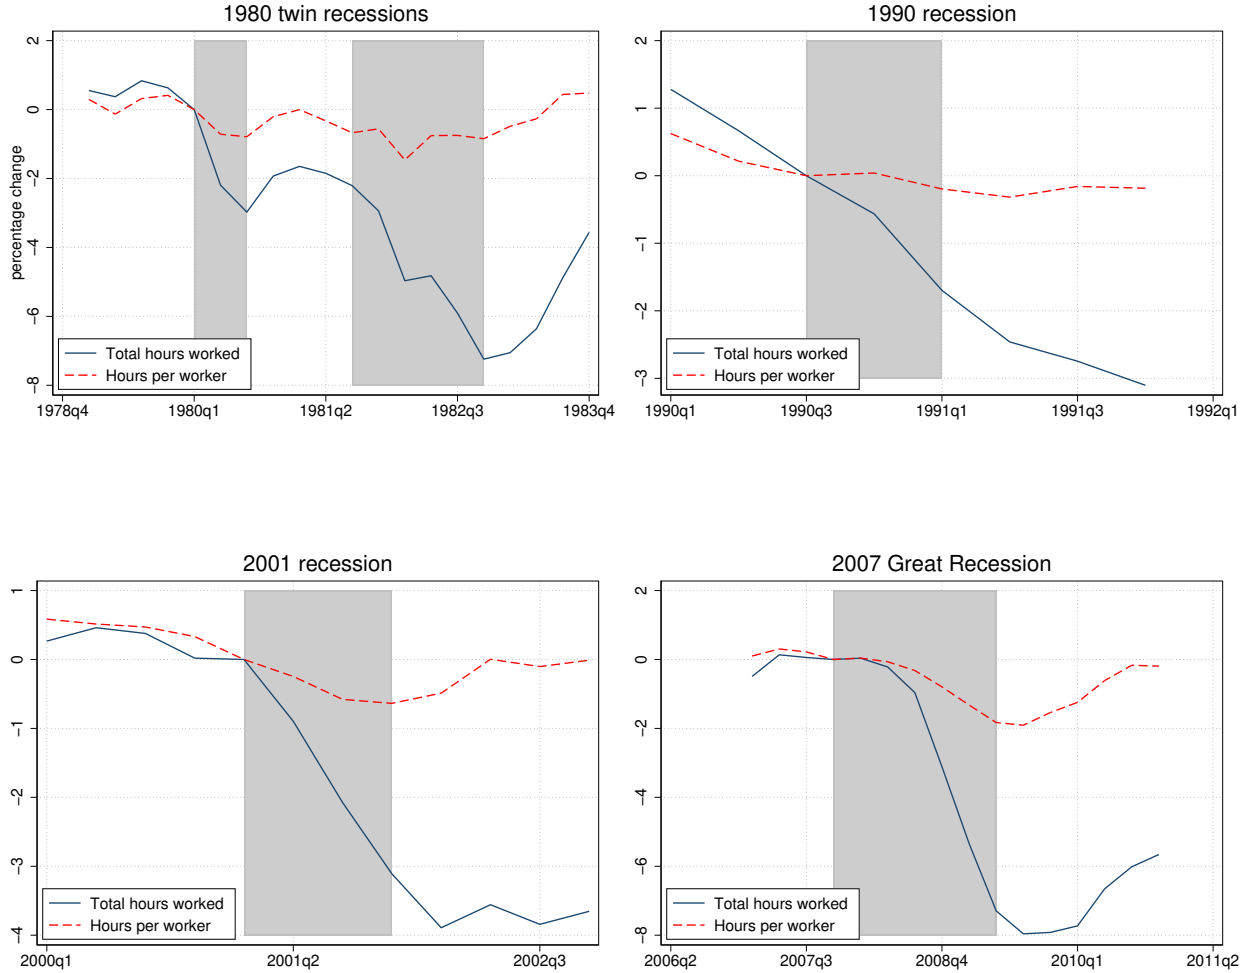 1980 twin recessions
percentage change
2
0
−2
−4
−6
−8
Total hours worked
Hours per worker
1978q4 1980q1 1981q2 1982q3 1983q4
1990 recession
2
1
0
−1
−2
−3
Total hours worked
Hours per worker
1990q1 1990q3 1991q1 1991q3 1992q1
2001 recession
1
0
−1
−2
−3
−4
Total hours worked
Hours per worker
2000q1 2001q2 2002q3
2007 Great Recession
2
0
−2
−4
−6
−8
Total hours worked
Hours per worker
2006q2 2007q3 2008q4 2010q1 2011q2